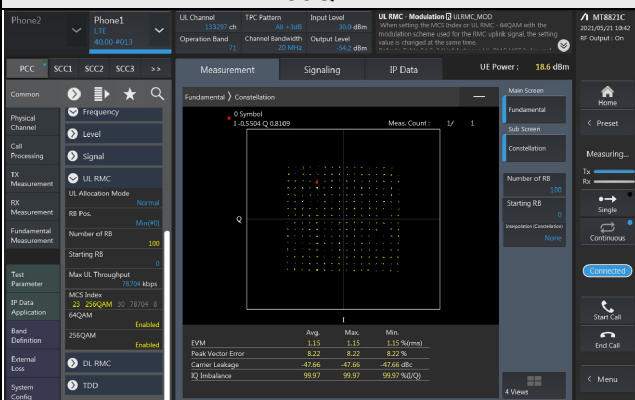 Phone2
Phone1
LTE
40.00 #013
UL Channel
133297 ch
TPC Pattern
All +3dB
Input Level
30.0 dBm
Operation Band
71
Channel Bandwidth
20 MHz
Output Level
-54.2 dBm
UL RMC - Modulation ULRMC_MOD
When setting the MCS Index or UL RMC - 64QAM with the
modulation scheme used for the RMC uplink signal, the setting
value is changed at the same time.
MT8821C
2021/05/21 10:42
RF Output : On
PCC
SCC1
SCC2
SCC3
>>
Measurement
Signaling
IP Data
UE Power : 18.6 dBm
Common
Physical
Channel
Call
Processing
TX
Measurement
RX
Measurement
Fundamental
Measurement
Test
Parameter
IP Data
Application
Band
Definition
External
Loss
System
Config
Frequency
Level
Signal
UL RMC
UL Allocation Mode
Normal
RB Pos.
Min(#0)
Number of RB
100
Starting RB
0
Max UL Throughput
78704 kbps
MCS Index
23 256QAM 30 78704 8
64QAM
Enabled
256QAM
Enabled
DL RMC
TDD
Fundamental > Constellation
0 Symbol
I -0.5504 Q 0.8109
Meas. Count : 1/ 1
Q
I
Avg. Max. Min.
EVM 1.15 1.15 1.15 %(rms)
Peak Vector Error 8.22 8.22 8.22 %
Carrier Leakage -47.66 -47.66 -47.66 dBc
IQ Imbalance 99.97 99.97 99.97 %(I/Q)
Main Screen
Fundamental
Sub Screen
Constellation
Number of RB
100
Starting RB
0
Interpolation (Constellation)
None
4 Views
Home
< Preset
Measuring...
Tx
Rx
Single
Continuous
Connected
Start Call
End Call
< Menu